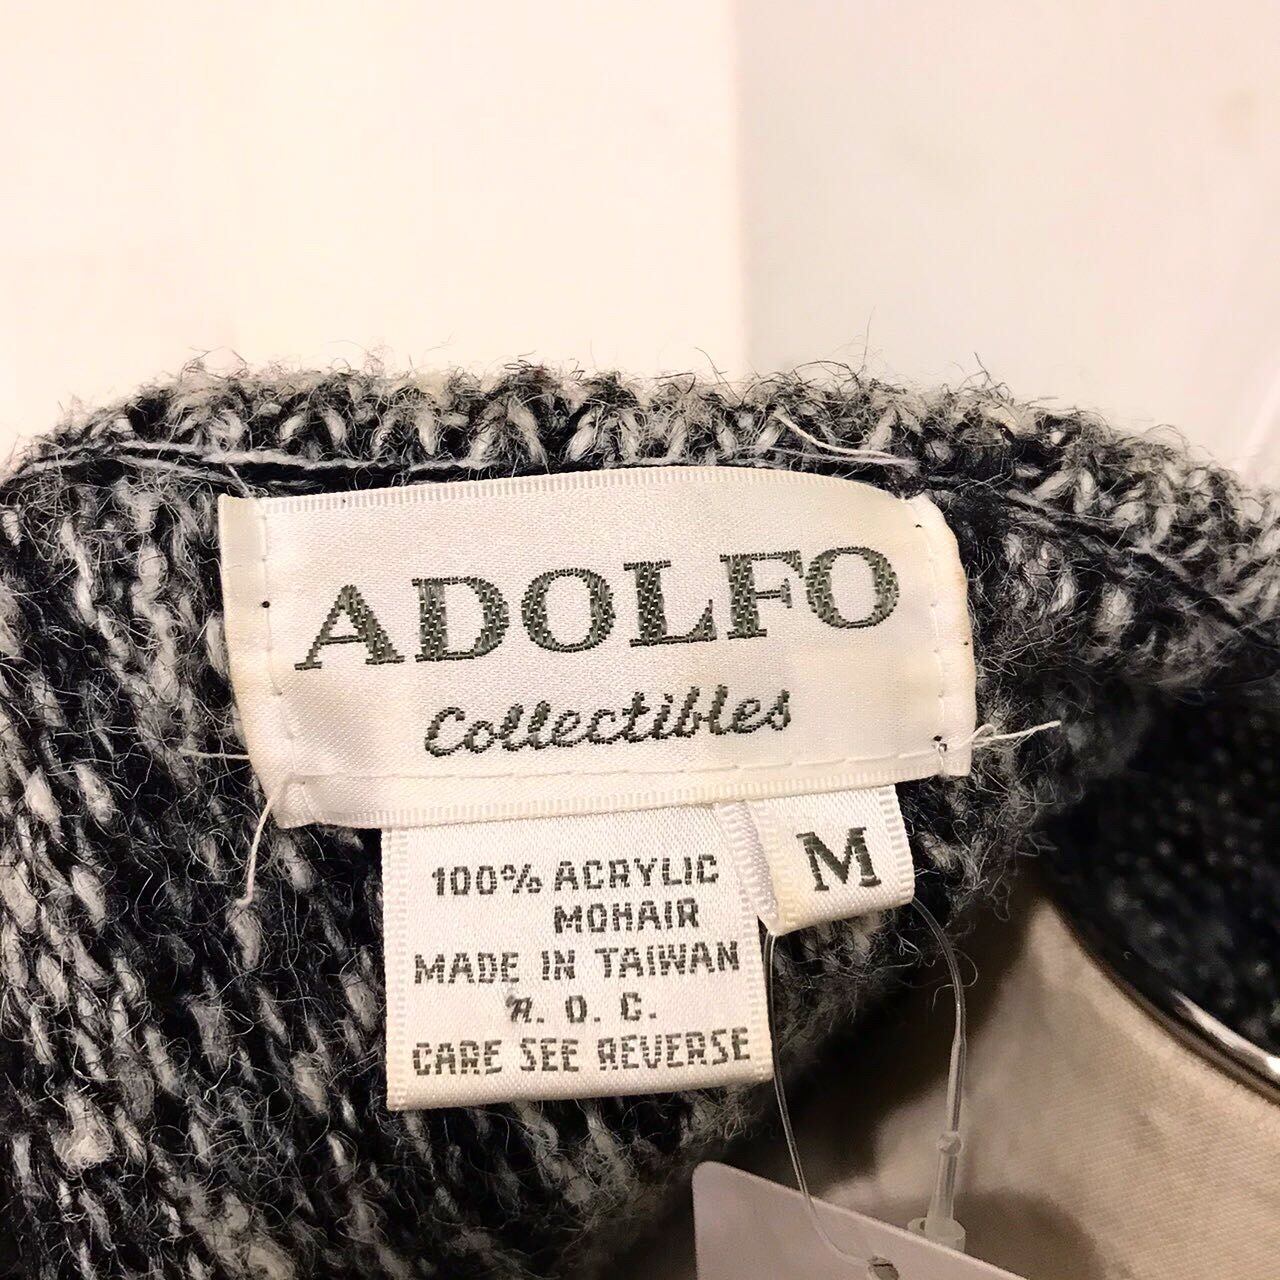 ADOLFO
Collectibles
M
100% ACRYLIC
MOHAIR
MADE IN TAIWAN
R. O. C.
CARE SEE REVERSE